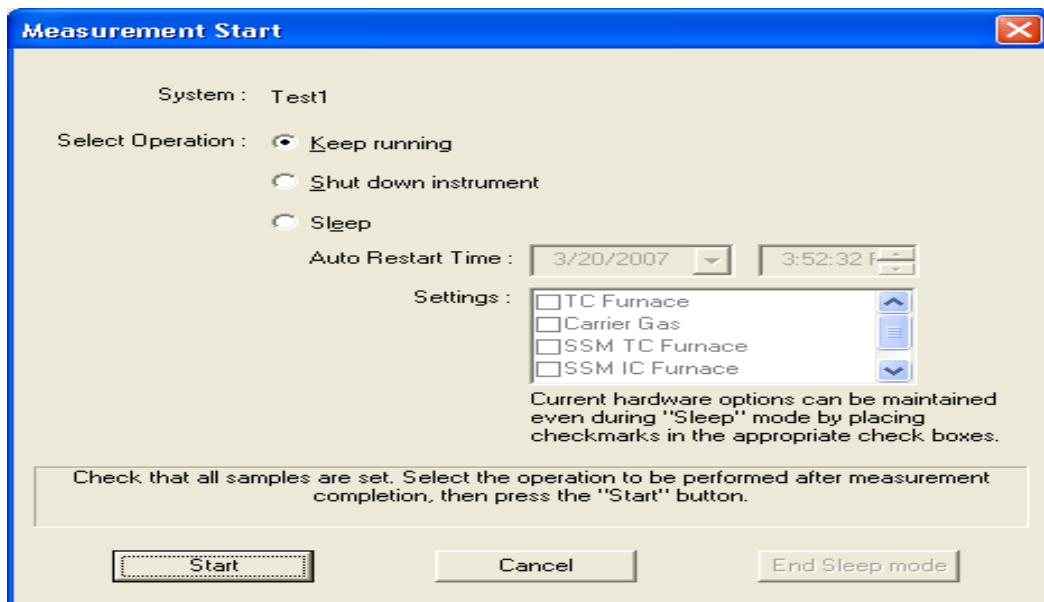 Measurement Start
System : Test1
Select Operation : Keep running
Shut down instrument
Sleep
Auto Restart Time : 3/20/2007 3:52:32
Settings : TC Furnace
Carrier Gas
SSM TC Furnace
SSM IC Furnace
Current hardware options can be maintained
even during "Sleep" mode by placing
checkmarks in the appropriate check boxes.
Check that all samples are set. Select the operation to be performed after measurement
completion, then press the "Start" button.
Start Cancel End Sleep mode